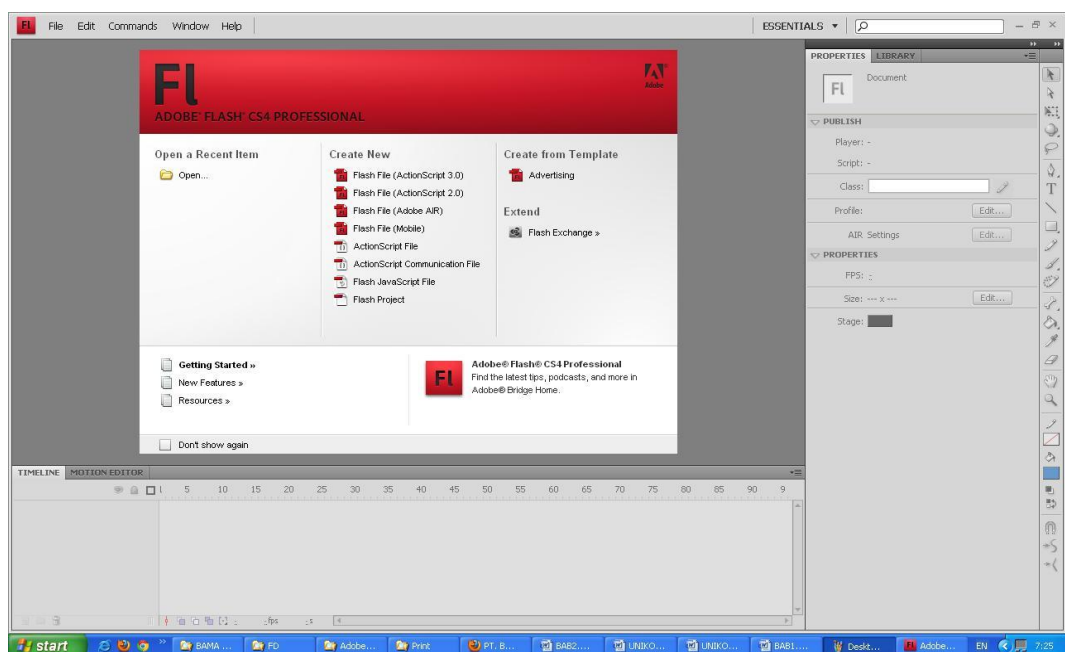 Fl File Edit Commands Window Help ESSENTIALS
PROPERTIES LIBRARY
Fl
Adobe
ADOBE® FLASH® CS4 PROFESSIONAL
Fl Document
PUBLISH
Player: -
Script: -
Class:
Profile: Edit...
AIR Settings Edit...
PROPERTIES
FPS: -
Size: --- x --- Edit...
Stage:
Open a Recent Item
Open...
Create New
Flash File (ActionScript 3.0)
Flash File (ActionScript 2.0)
Flash File (Adobe AIR)
Flash File (Mobile)
ActionScript File
ActionScript Communication File
Flash JavaScript File
Flash Project
Create from Template
Advertising
Extend
Flash Exchange »
Getting Started »
New Features »
Resources »
Fl
Adobe® Flash® CS4 Professional
Find the latest tips, podcasts, and more in
Adobe® Bridge Home.
Don't show again
TIMELINE MOTION EDITOR
1 5 10 15 20 25 30 35 40 45 50 55 60 65 70 75 80 85 90 9
fps s
start BAMA ... FD Adobe... Print PT. B... BAB2.... UNIKO... UNIKO... BAB1.... Deskt... Adobe... EN 7:25